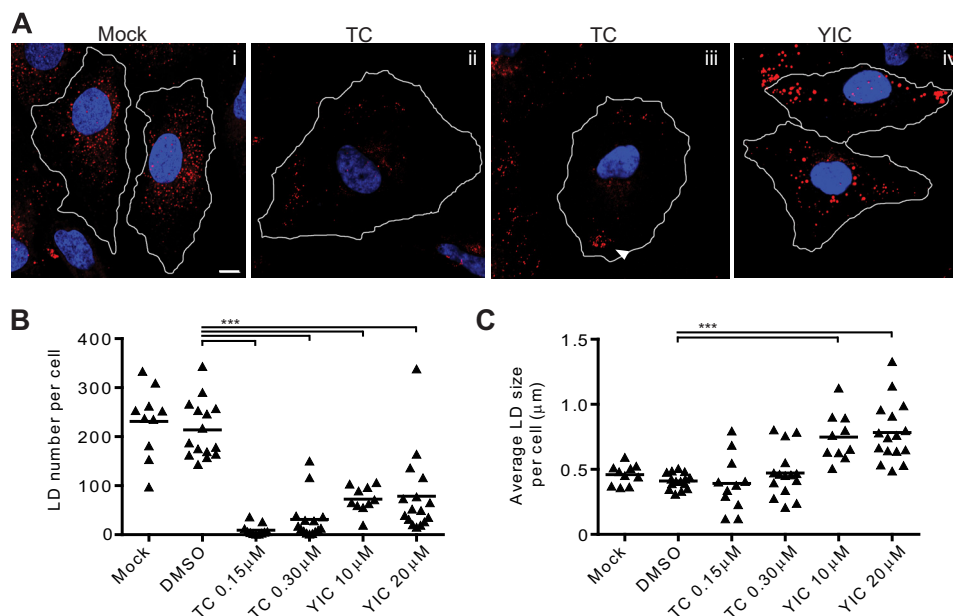 A
Mock TC TC YIC
i ii iii iv
B
C
***
***
LD number per cell
400
300
200
100
0
Mock DMSO TC 0.15μM TC 0.30μM YIC 10μM YIC 20μM
Average LD size
per cell (μm)
1.5
1.0
0.5
0
Mock DMSO TC 0.15μM TC 0.30μM YIC 10μM YIC 20μM